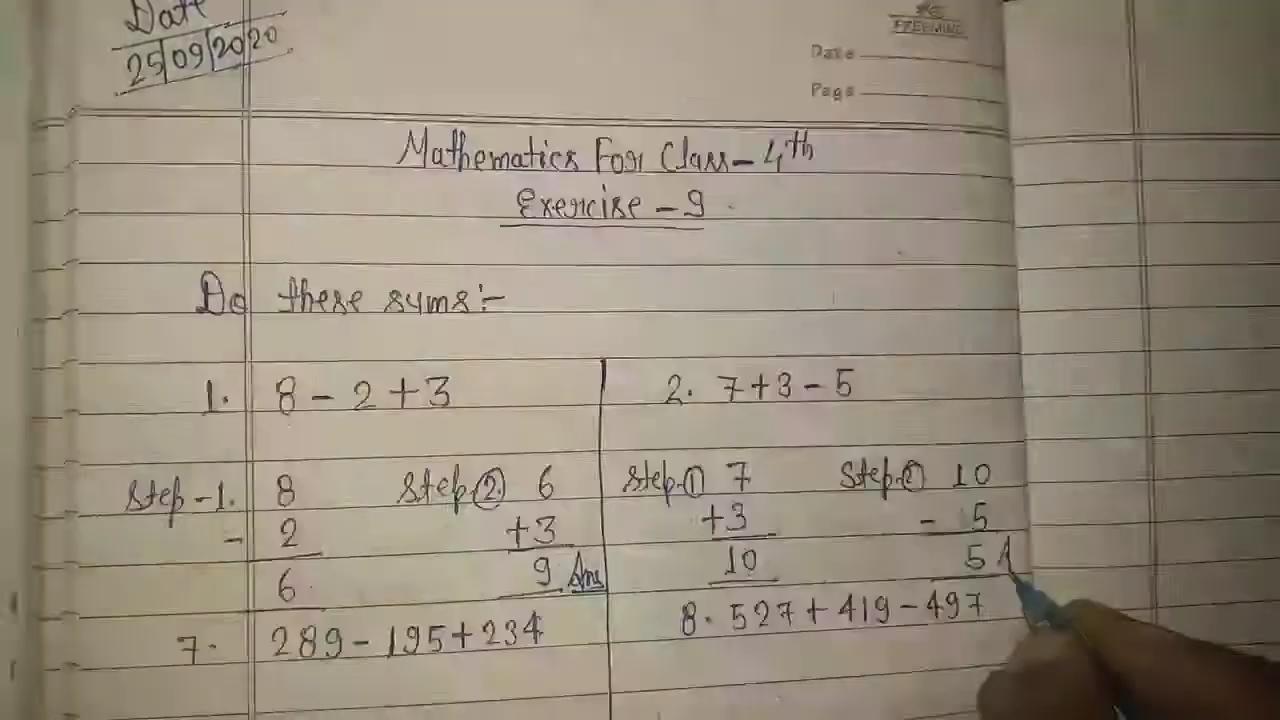 Date
25/09/2020
EZEEMIND
Date
Page
Mathematics For Class-4th
Exercise-9
Do these sums:-
1. 8-2+3
2. 7+3-5
Step-1. 8 Step② 6
- 2 +3
6 9 Ans
Step① 7 Step② 10
+3 - 5
10 5
7. 289-195+234
8. 527+419-497